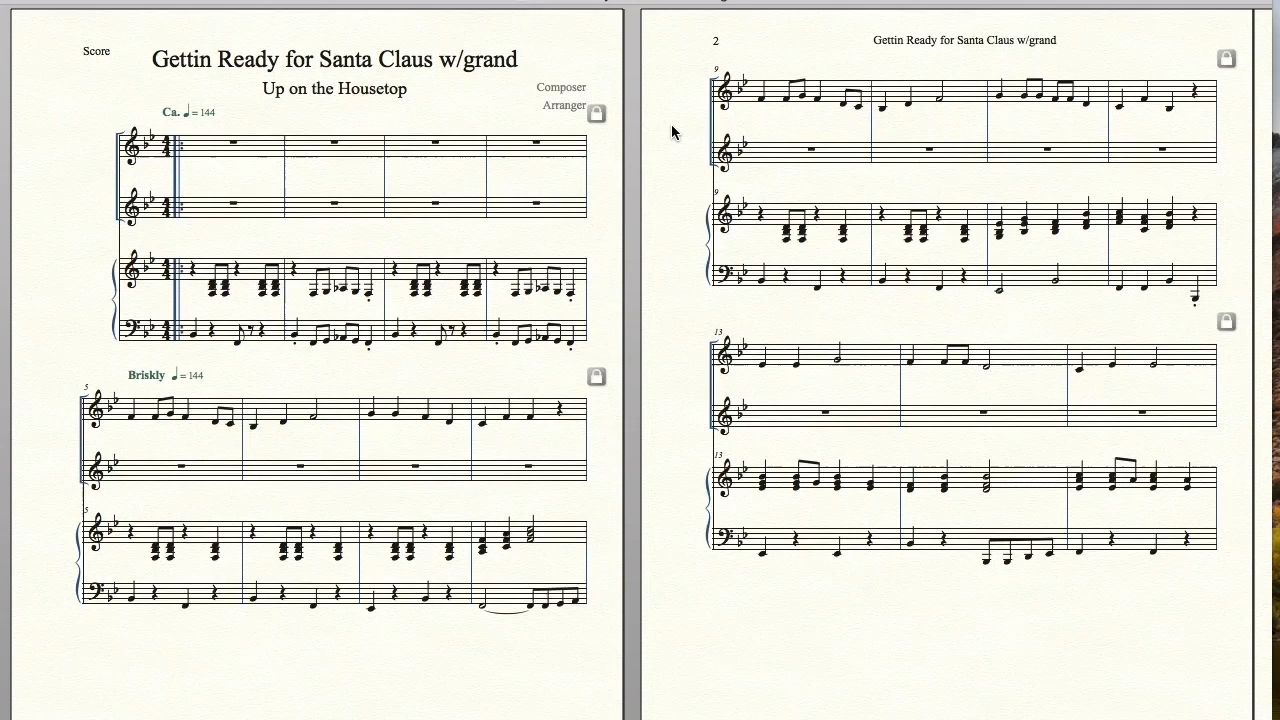 Score
Gettin Ready for Santa Claus w/grand
Up on the Housetop
Composer
Arranger
Ca. ♩= 144
Briskly ♩= 144
5
5
2
Gettin Ready for Santa Claus w/grand
9
9
13
13